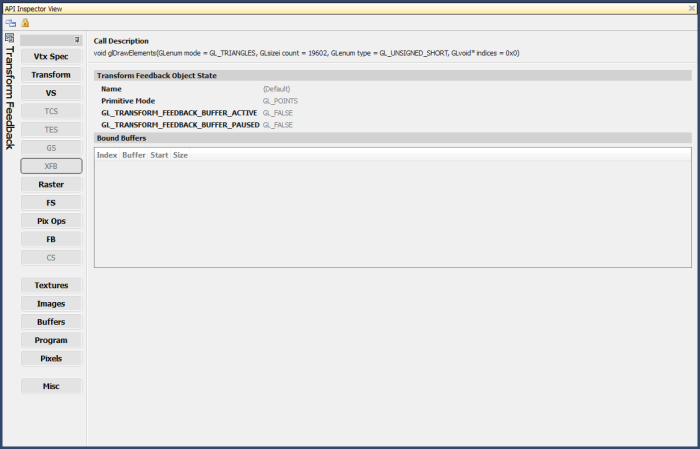 API Inspector View
Transform Feedback
Vtx Spec
Transform
VS
TCS
TES
GS
XFB
Raster
FS
Pix Ops
FB
CS
Textures
Images
Buffers
Program
Pixels
Misc
Call Description
void glDrawElements(GLenum mode = GL_TRIANGLES, GLsizei count = 19602, GLenum type = GL_UNSIGNED_SHORT, GLvoid* indices = 0x0)
Transform Feedback Object State
Name (Default)
Primitive Mode GL_POINTS
GL_TRANSFORM_FEEDBACK_BUFFER_ACTIVE GL_FALSE
GL_TRANSFORM_FEEDBACK_BUFFER_PAUSED GL_FALSE
Bound Buffers
Index Buffer Start Size